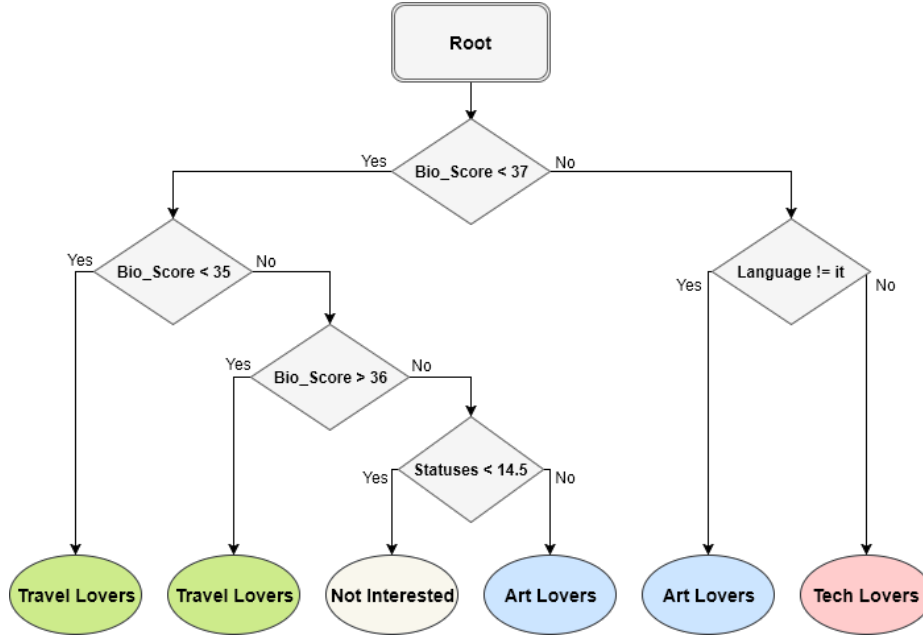 Root
Bio_Score < 37
Yes
No
Bio_Score < 35
Yes
No
Language != it
Yes
No
Bio_Score > 36
Yes
No
Statuses < 14.5
Yes
No
Travel Lovers
Travel Lovers
Not Interested
Art Lovers
Art Lovers
Tech Lovers